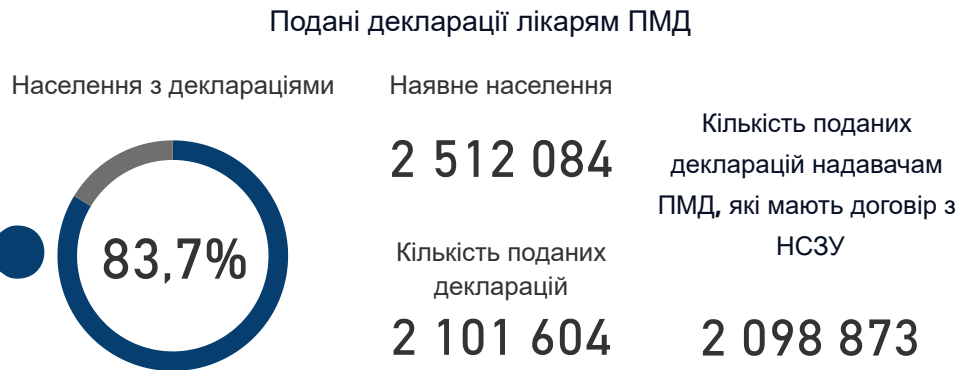 Подані декларації лікарям ПМД
Населення з деклараціями
83,7%
Наявне населення
2 512 084
Кількість поданих
декларацій
2 101 604
Кількість поданих
декларацій надавачам
ПМД, які мають договір з
НСЗУ
2 098 873